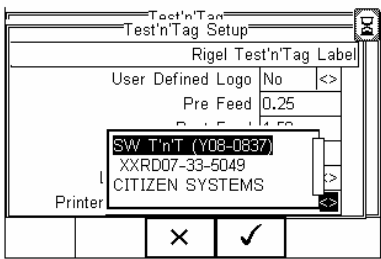 Test'n'Tag
Test'n'Tag Setup
Rigel Test'n'Tag Label
User Defined Logo No <>
Pre Feed 0.25
SW T'n'T (Y08-0837)
XXRD07-33-5049
CITIZEN SYSTEMS
Printer <>